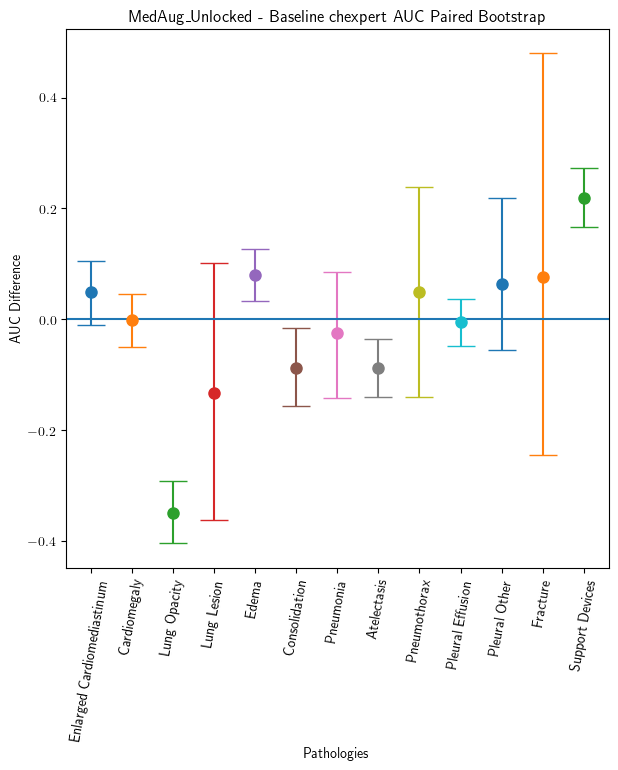 MedAug_Unlocked - Baseline chexpert AUC Paired Bootstrap
AUC Difference
0.4
0.2
0.0
−0.2
−0.4
Enlarged Cardiomediastinum
Cardiomegaly
Lung Opacity
Lung Lesion
Edema
Consolidation
Pneumonia
Atelectasis
Pneumothorax
Pleural Effusion
Pleural Other
Fracture
Support Devices
Pathologies